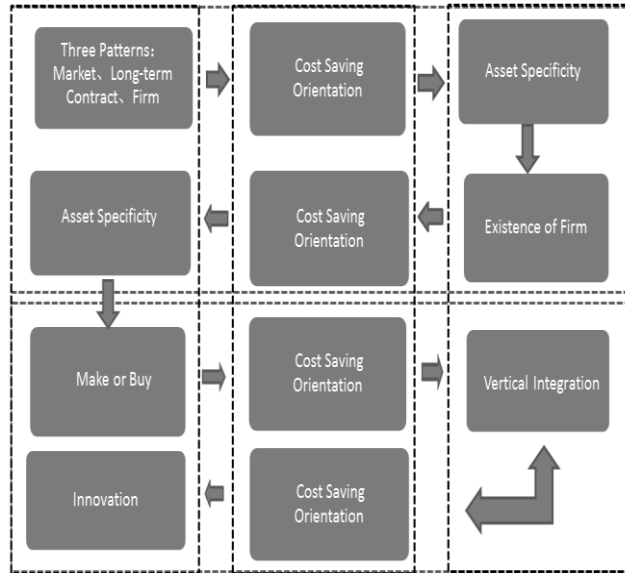 Three Patterns:
Market、Long-term
Contract、Firm
Cost Saving
Orientation
Asset Specificity
Asset Specificity
Cost Saving
Orientation
Existence of Firm
Make or Buy
Cost Saving
Orientation
Vertical Integration
Innovation
Cost Saving
Orientation